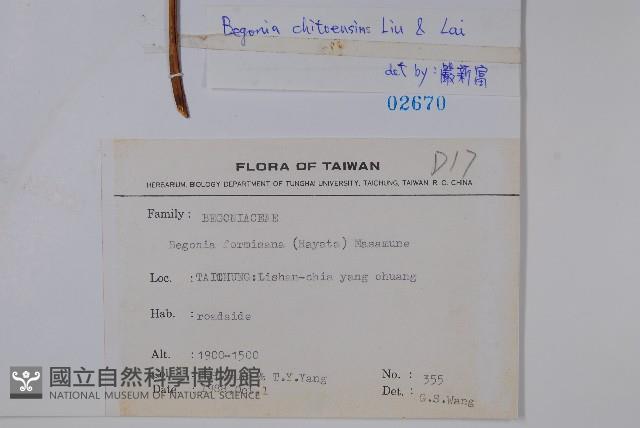 Begonia chitoensins Liu & Lai
det by: 嚴新富
02670
D17
FLORA OF TAIWAN
HERBARIUM, BIOLOGY DEPARTMENT OF TUNGHAI UNIVERSITY, TAICHUNG, TAIWAN R. O. CHINA
Family: BEGONIACEAE
Begonia formisana (Hayata) Masamune
Loc. :TAICHUNG:Lishan-chia yang chuang
Hab. :roadside
Alt. :1900-1500
& T.Y.Yang No.: 355
Date Det.: G.S.Wang
國立自然科學博物館
NATIONAL MUSEUM OF NATURAL SCIENCE